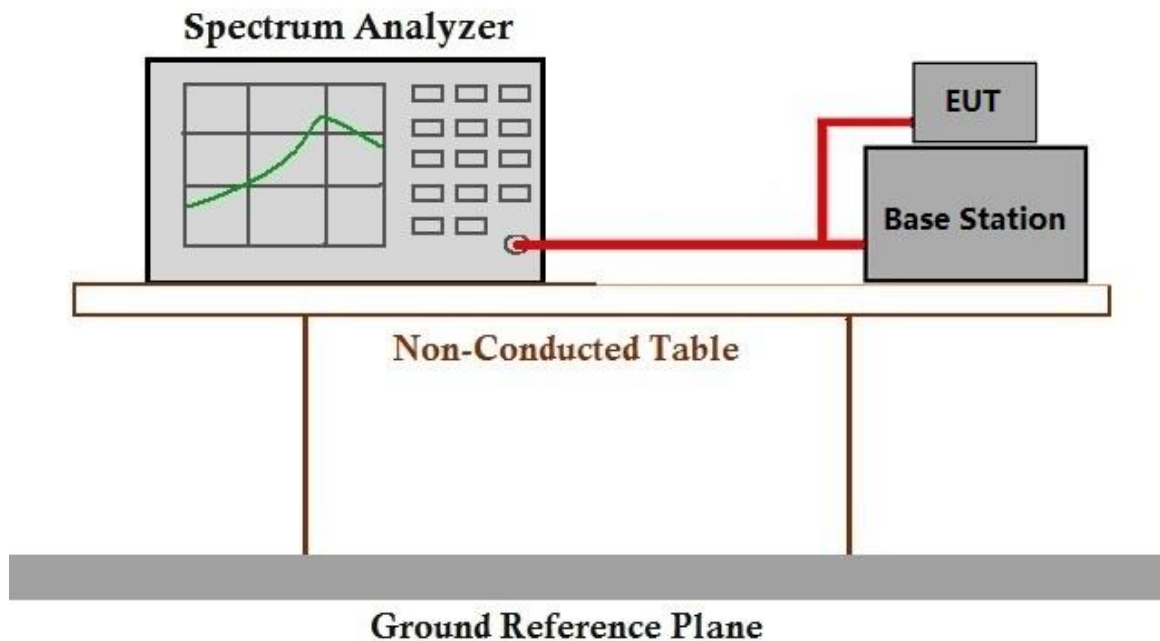 Spectrum Analyzer
EUT
Base Station
Non-Conducted Table
Ground Reference Plane